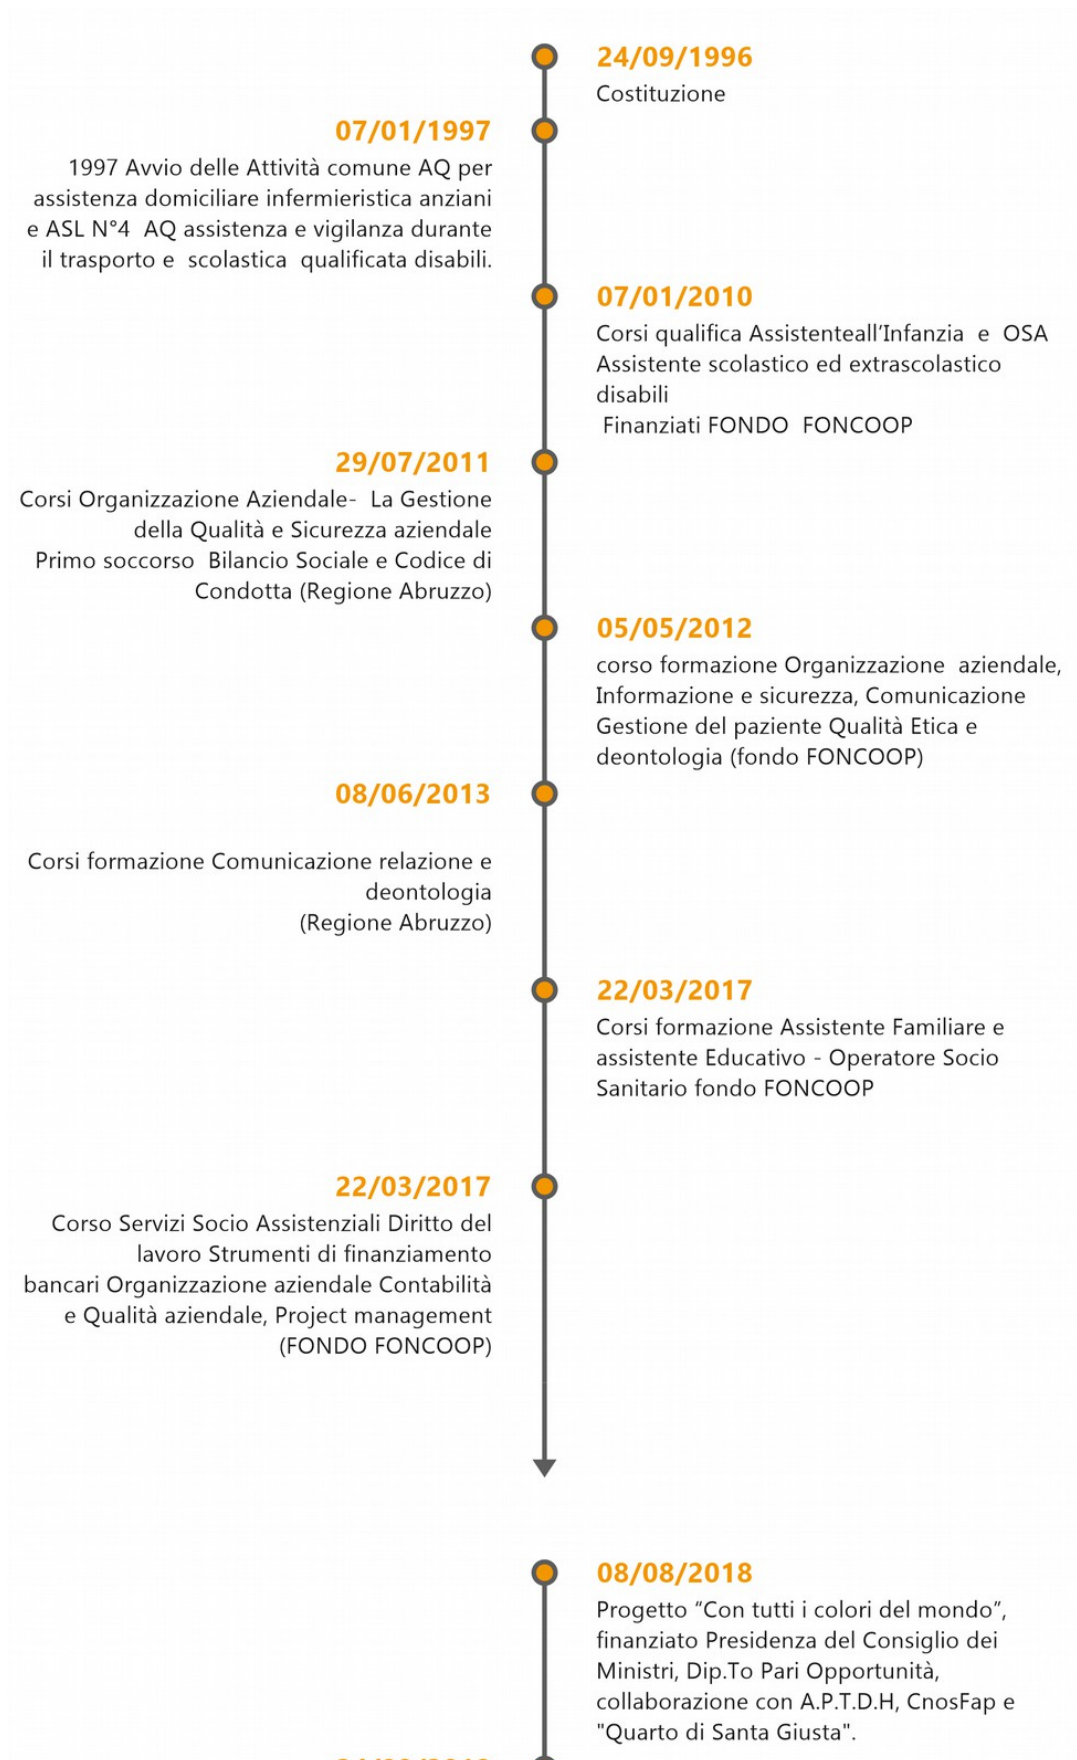 24/09/1996
Costituzione
07/01/1997
1997 Avvio delle Attività comune AQ per
assistenza domiciliare infermieristica anziani
e ASL N°4 AQ assistenza e vigilanza durante
il trasporto e scolastica qualificata disabili.
07/01/2010
Corsi qualifica Assistenteall’Infanzia e OSA
Assistente scolastico ed extrascolastico
disabili
Finanziati FONDO FONCOOP
29/07/2011
Corsi Organizzazione Aziendale- La Gestione
della Qualità e Sicurezza aziendale
Primo soccorso Bilancio Sociale e Codice di
Condotta (Regione Abruzzo)
05/05/2012
corso formazione Organizzazione aziendale,
Informazione e sicurezza, Comunicazione
Gestione del paziente Qualità Etica e
deontologia (fondo FONCOOP)
08/06/2013
Corsi formazione Comunicazione relazione e
deontologia
(Regione Abruzzo)
22/03/2017
Corsi formazione Assistente Familiare e
assistente Educativo - Operatore Socio
Sanitario fondo FONCOOP
22/03/2017
Corso Servizi Socio Assistenziali Diritto del
lavoro Strumenti di finanziamento
bancari Organizzazione aziendale Contabilità
e Qualità aziendale, Project management
(FONDO FONCOOP)
08/08/2018
Progetto “Con tutti i colori del mondo”,
finanziato Presidenza del Consiglio dei
Ministri, Dip.To Pari Opportunità,
collaborazione con A.P.T.D.H, CnosFap e
"Quarto di Santa Giusta".